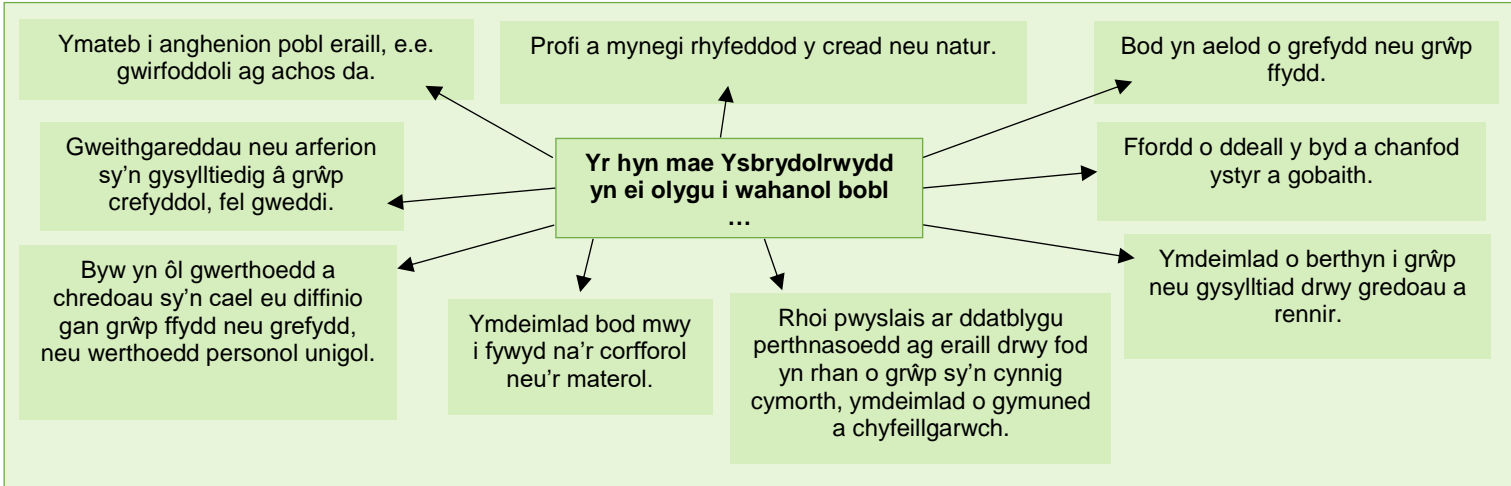 Ymateb i anghenion pobl eraill, e.e.
gwirfoddoli ag achos da.
Profi a mynegi rhyfeddod y cread neu natur.
Bod yn aelod o grefydd neu grŵp
ffydd.
Gweithgareddau neu arferion
sy'n gysylltiedig â grŵp
crefyddol, fel gweddi.
Yr hyn mae Ysbrydolrwydd
yn ei olygu i wahanol bobl
…
Ffordd o ddeall y byd a chanfod
ystyr a gobaith.
Byw yn ôl gwerthoedd a
chredoau sy'n cael eu diffinio
gan grŵp ffydd neu grefydd,
neu werthoedd personol unigol.
Ymdeimlad bod mwy
i fywyd na'r corfforol
neu'r materol.
Rhoi pwyslais ar ddatblygu
perthnasoedd ag eraill drwy fod
yn rhan o grŵp sy'n cynnig
cymorth, ymdeimlad o gymuned
a chyfeillgarwch.
Ymdeimlad o berthyn i grŵp
neu gysylltiad drwy gredoau a
rennir.